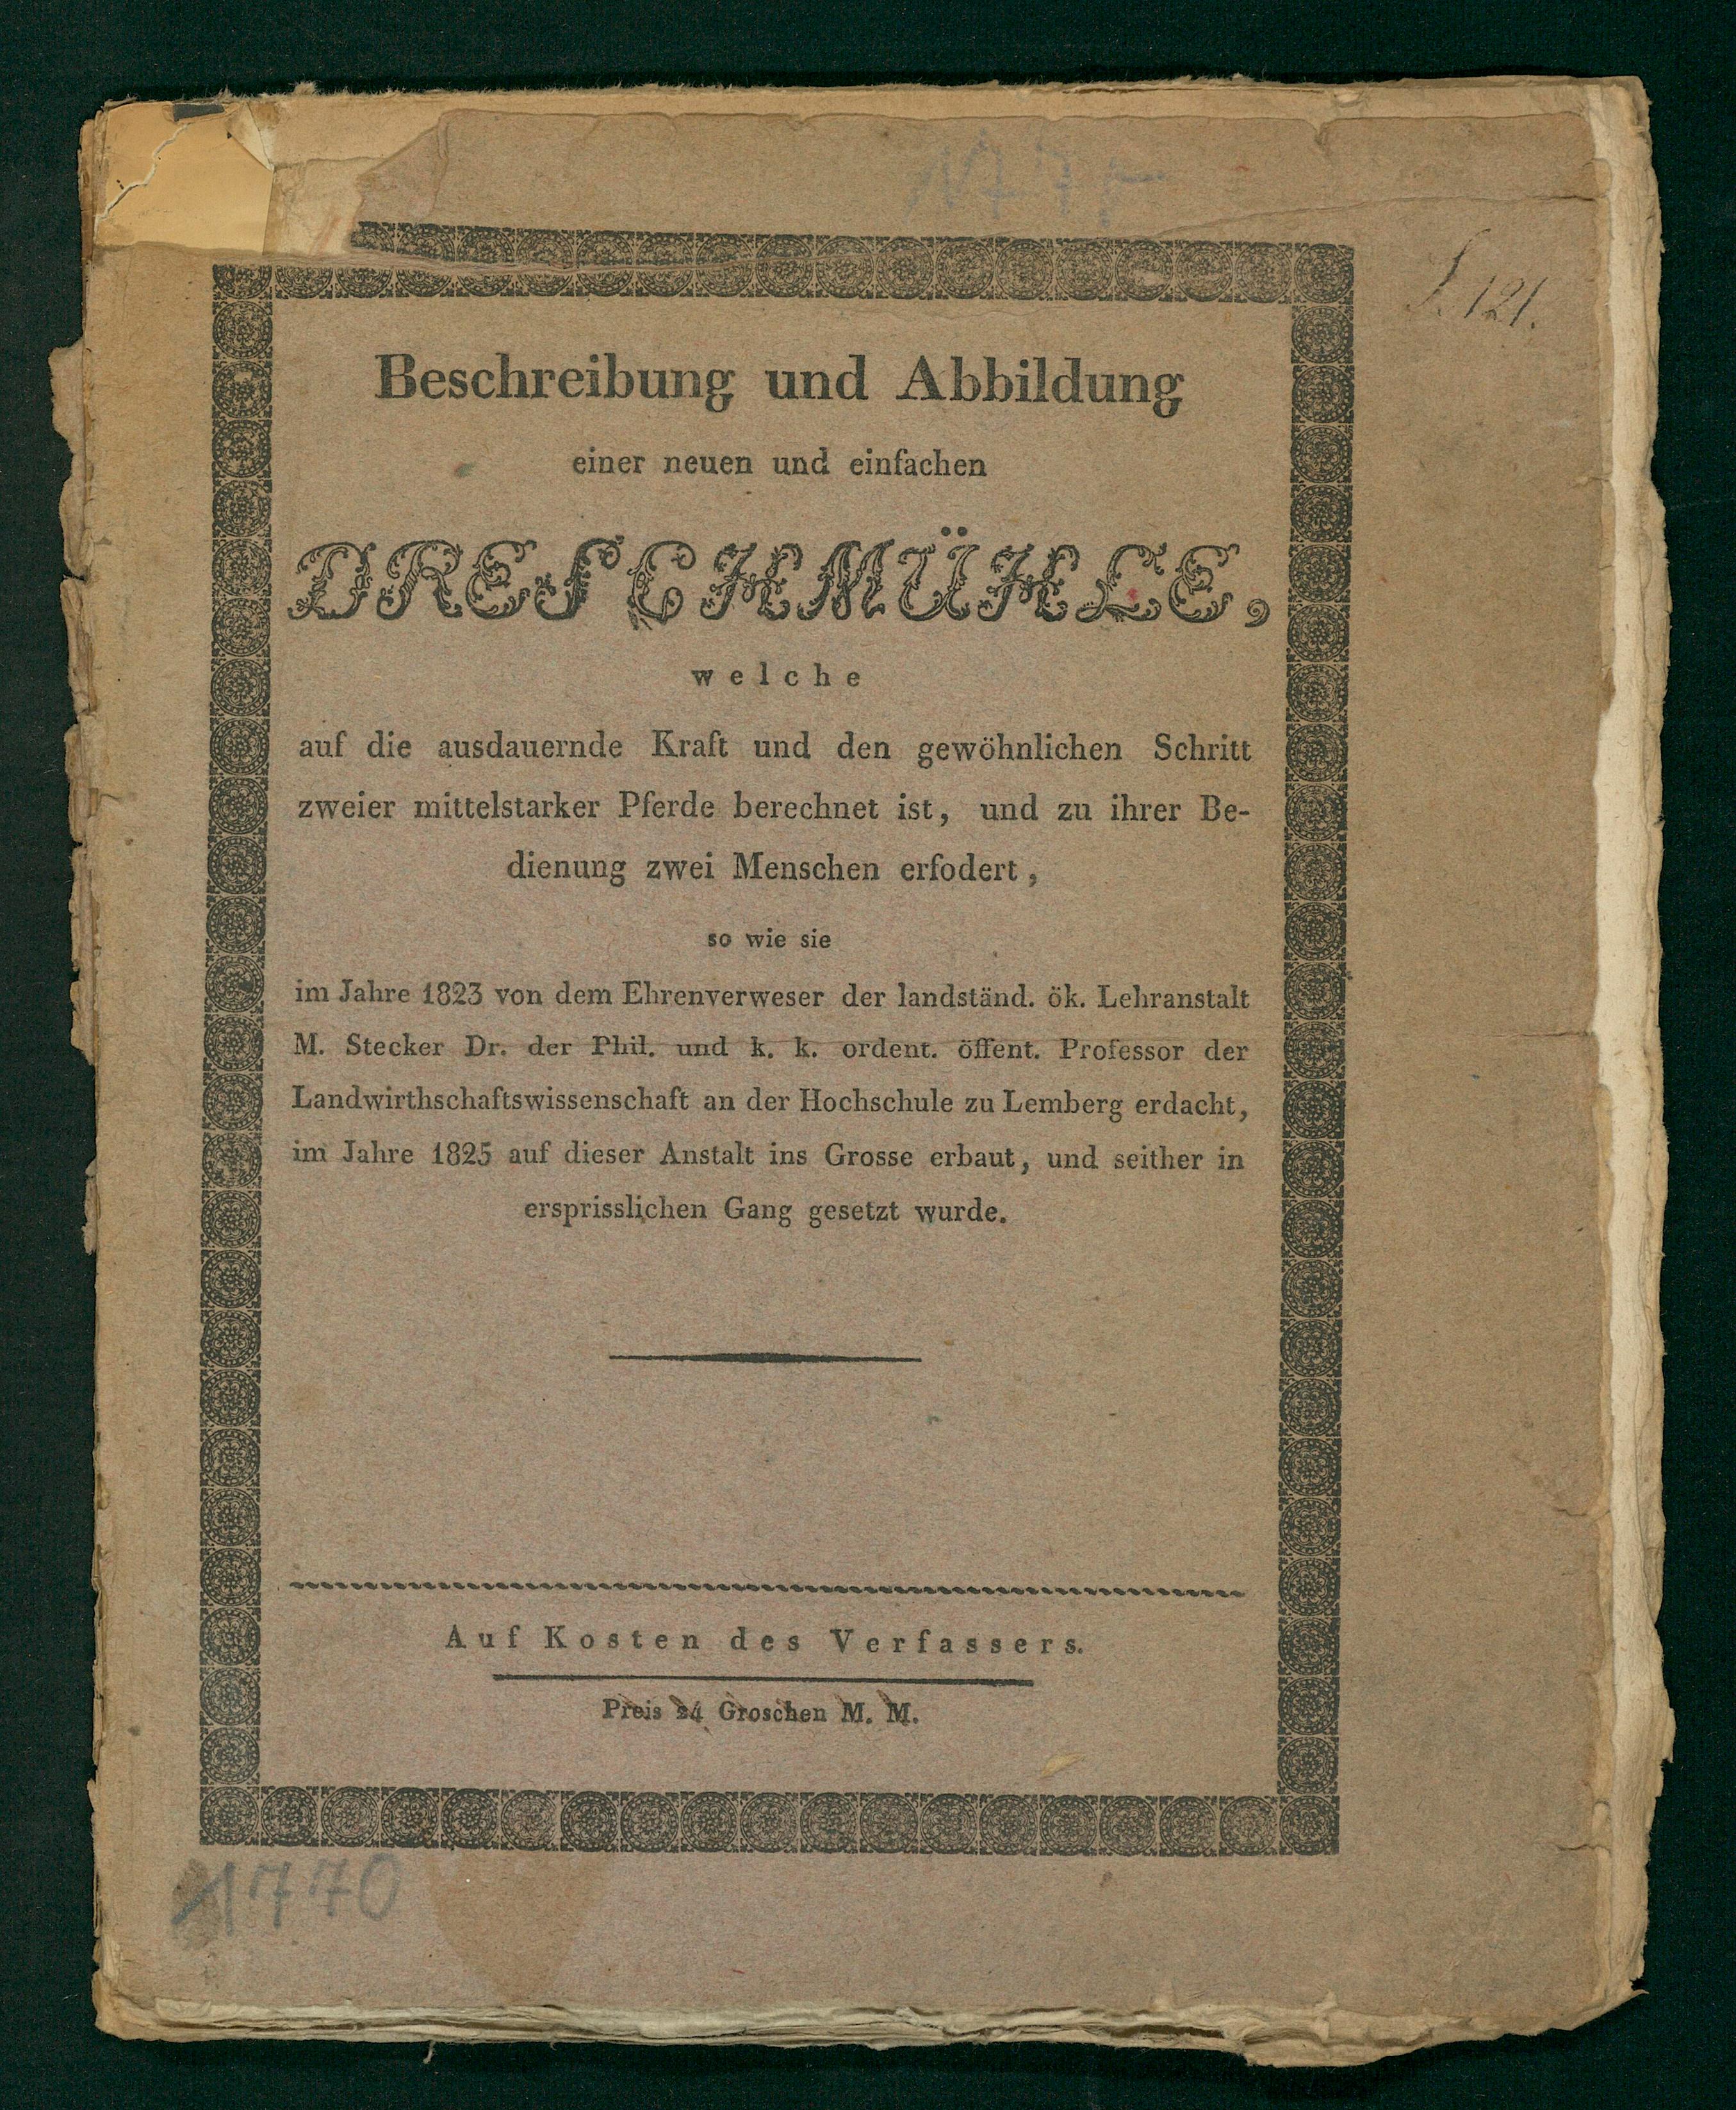 S. 121.
Beschreibung und Abbildung
einer neuen und einfachen
DRESCHMÜHLE,
welche
auf die ausdauernde Kraft und den gewöhnlichen Schritt
zweier mittelstarker Pferde berechnet ist, und zu ihrer Be-
dienung zwei Menschen erfodert,
so wie sie
im Jahre 1823 von dem Ehrenverweser der landständ. ök. Lehranstalt
M. Stecker Dr. der Phil. und k. k. ordent. öffent. Professor der
Landwirthschaftswissenschaft an der Hochschule zu Lemberg erdacht,
im Jahre 1825 auf dieser Anstalt ins Grosse erbaut, und seither in
ersprisslichen Gang gesetzt wurde.
Auf Kosten des Verfassers.
Preis 24 Groschen M. M.
1770